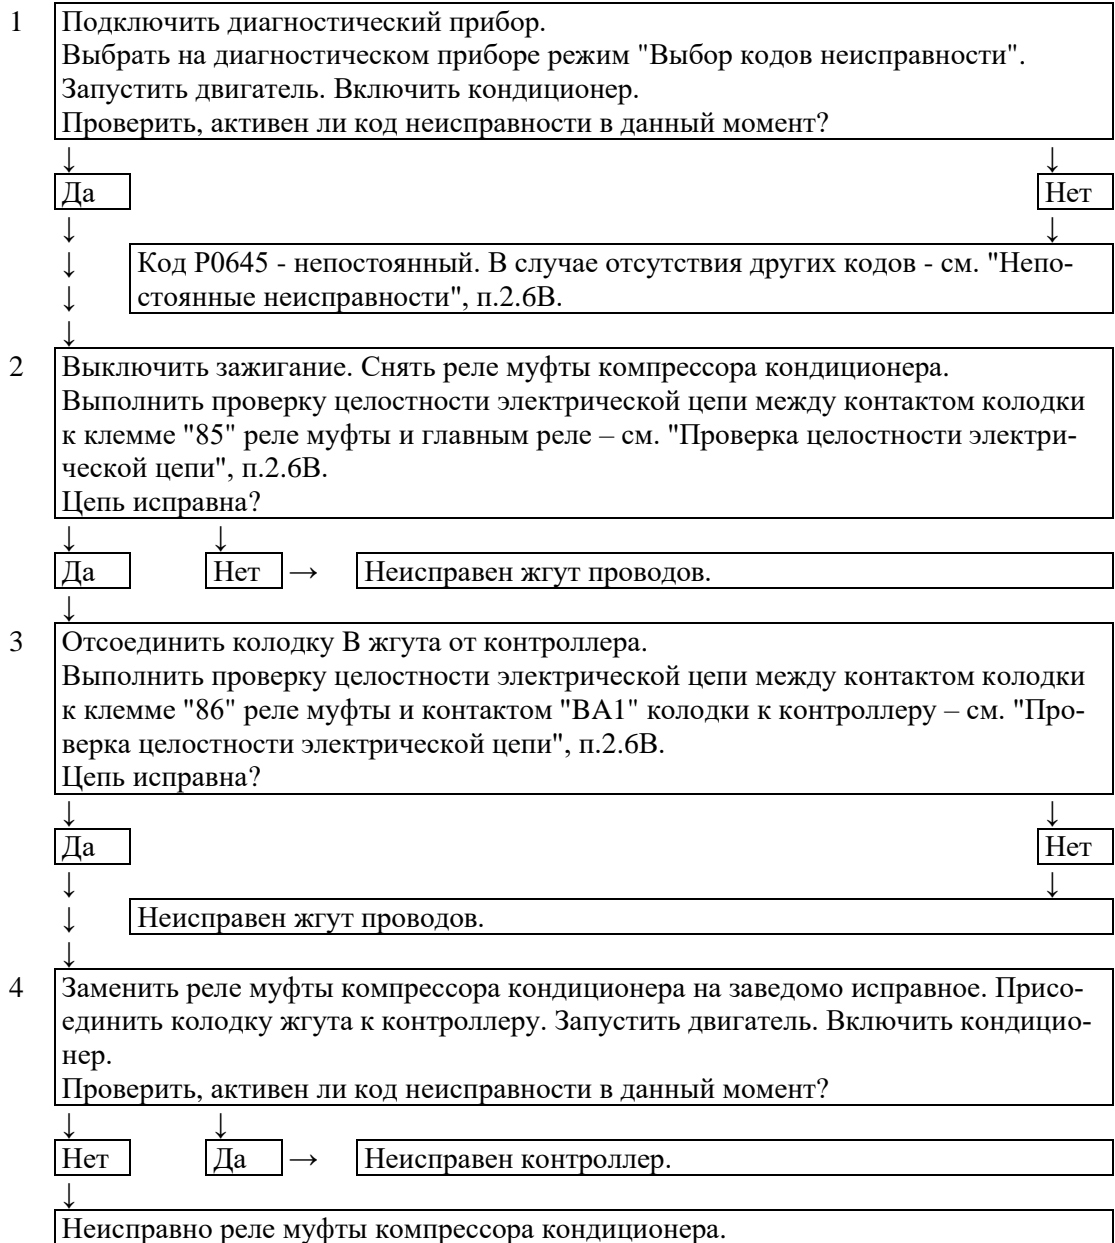 1 Подключить диагностический прибор.
Выбрать на диагностическом приборе режим "Выбор кодов неисправности".
Запустить двигатель. Включить кондиционер.
Проверить, активен ли код неисправности в данный момент?
↓ ↓
Да Нет
↓ ↓
↓ Код Р0645 - непостоянный. В случае отсутствия других кодов - см. "Непо-
↓ стоянные неисправности", п.2.6В.
↓
2 Выключить зажигание. Снять реле муфты компрессора кондиционера.
Выполнить проверку целостности электрической цепи между контактом колодки
к клемме "85" реле муфты и главным реле – см. "Проверка целостности электри-
ческой цепи", п.2.6В.
Цепь исправна?
↓ ↓
Да Нет → Неисправен жгут проводов.
↓
3 Отсоединить колодку В жгута от контроллера.
Выполнить проверку целостности электрической цепи между контактом колодки
к клемме "86" реле муфты и контактом "ВА1" колодки к контроллеру – см. "Про-
верка целостности электрической цепи", п.2.6В.
Цепь исправна?
↓ ↓
Да Нет
↓ ↓
↓ Неисправен жгут проводов.
↓
4 Заменить реле муфты компрессора кондиционера на заведомо исправное. Присо-
единить колодку жгута к контроллеру. Запустить двигатель. Включить кондицио-
нер.
Проверить, активен ли код неисправности в данный момент?
↓ ↓
Нет Да → Неисправен контроллер.
↓
Неисправно реле муфты компрессора кондиционера.